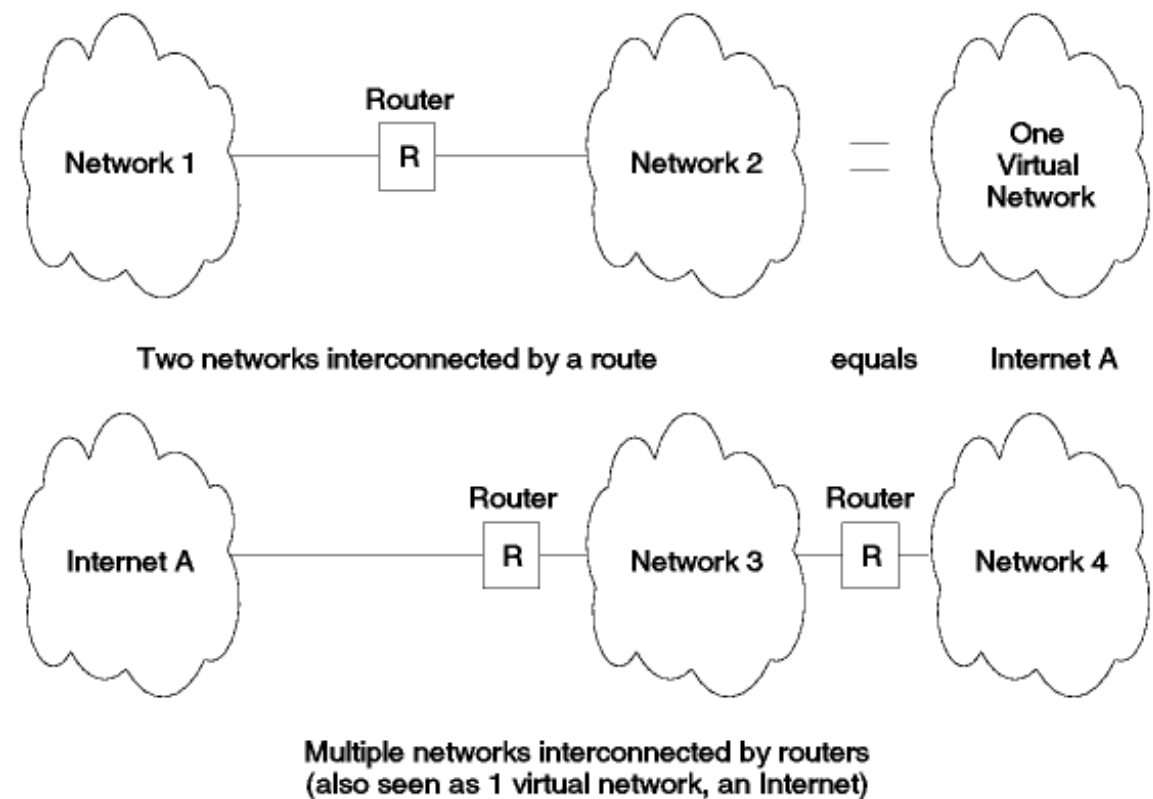 Router
Network 1
R
Network 2
One
Virtual
Network
Two networks interconnected by a route
equals
Internet A
Router
Router
Internet A
R
Network 3
R
Network 4
Multiple networks interconnected by routers
(also seen as 1 virtual network, an Internet)